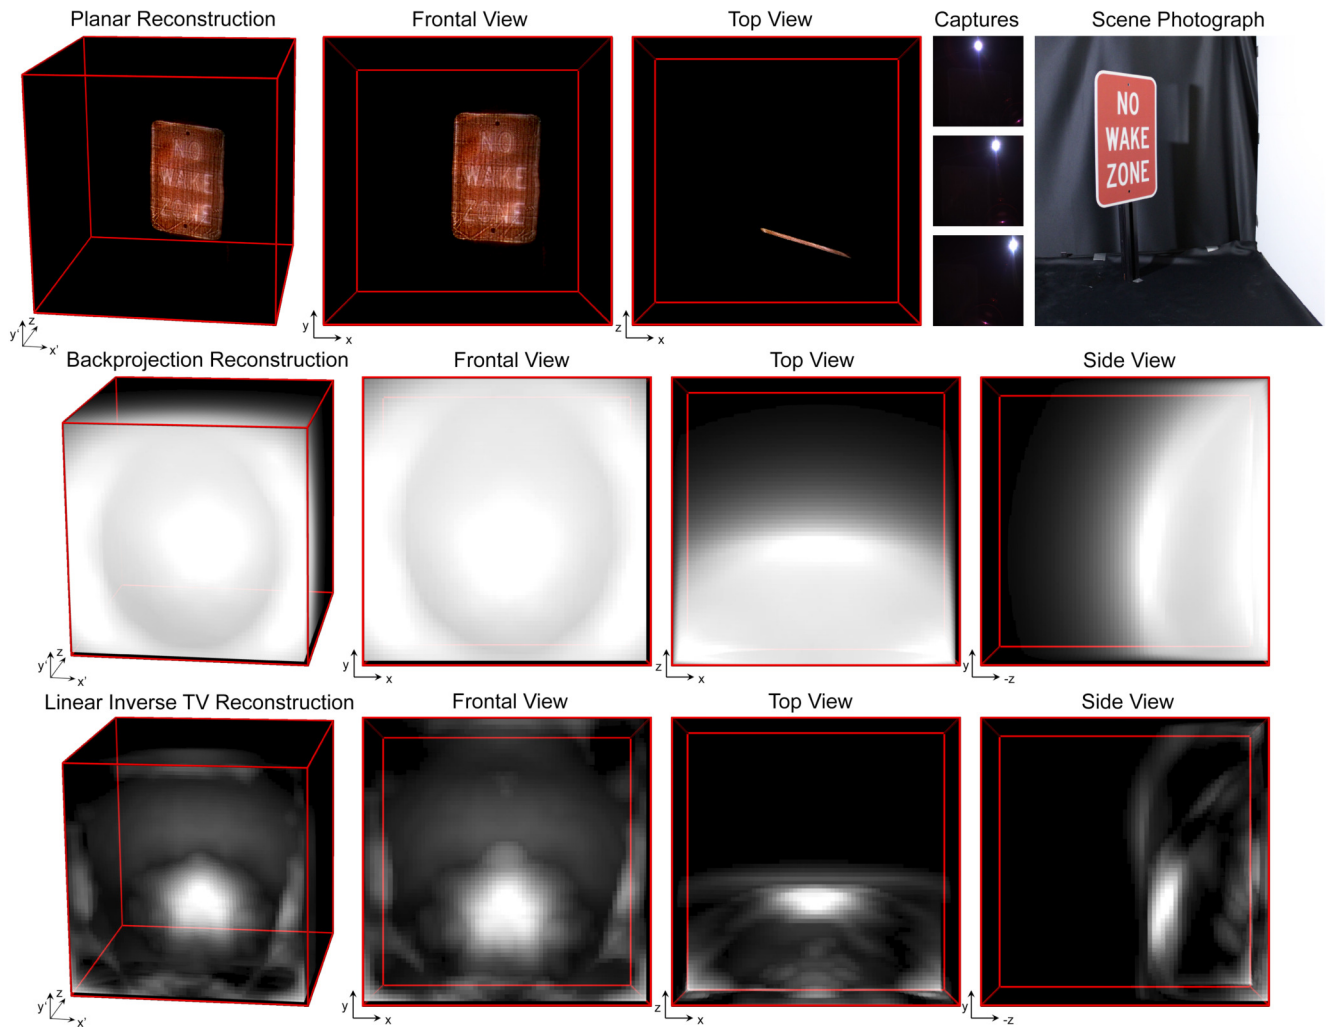 Planar Reconstruction
Frontal View
Top View
Captures
Scene Photograph
NO
WAKE
ZONE
NO
WAKE
ZONE
NO
WAKE
ZONE
y'
z
x'
y
x
z
x
Backprojection Reconstruction
Frontal View
Top View
Side View
y'
z
x'
y
x
z
x
y
-z
Linear Inverse TV Reconstruction
Frontal View
Top View
Side View
y'
z
x'
y
x
z
x
y
-z